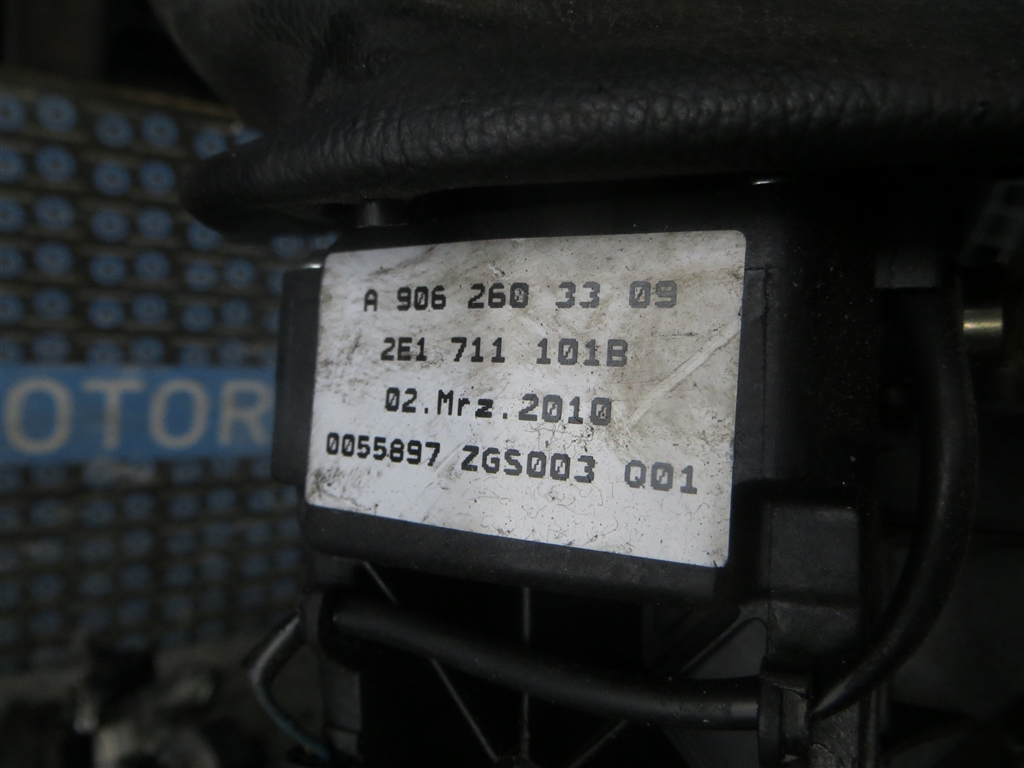 A 906 260 33 09
2E1 711 101B
02.Mrz.2010
0055897 ZGS003 Q01
OTOR